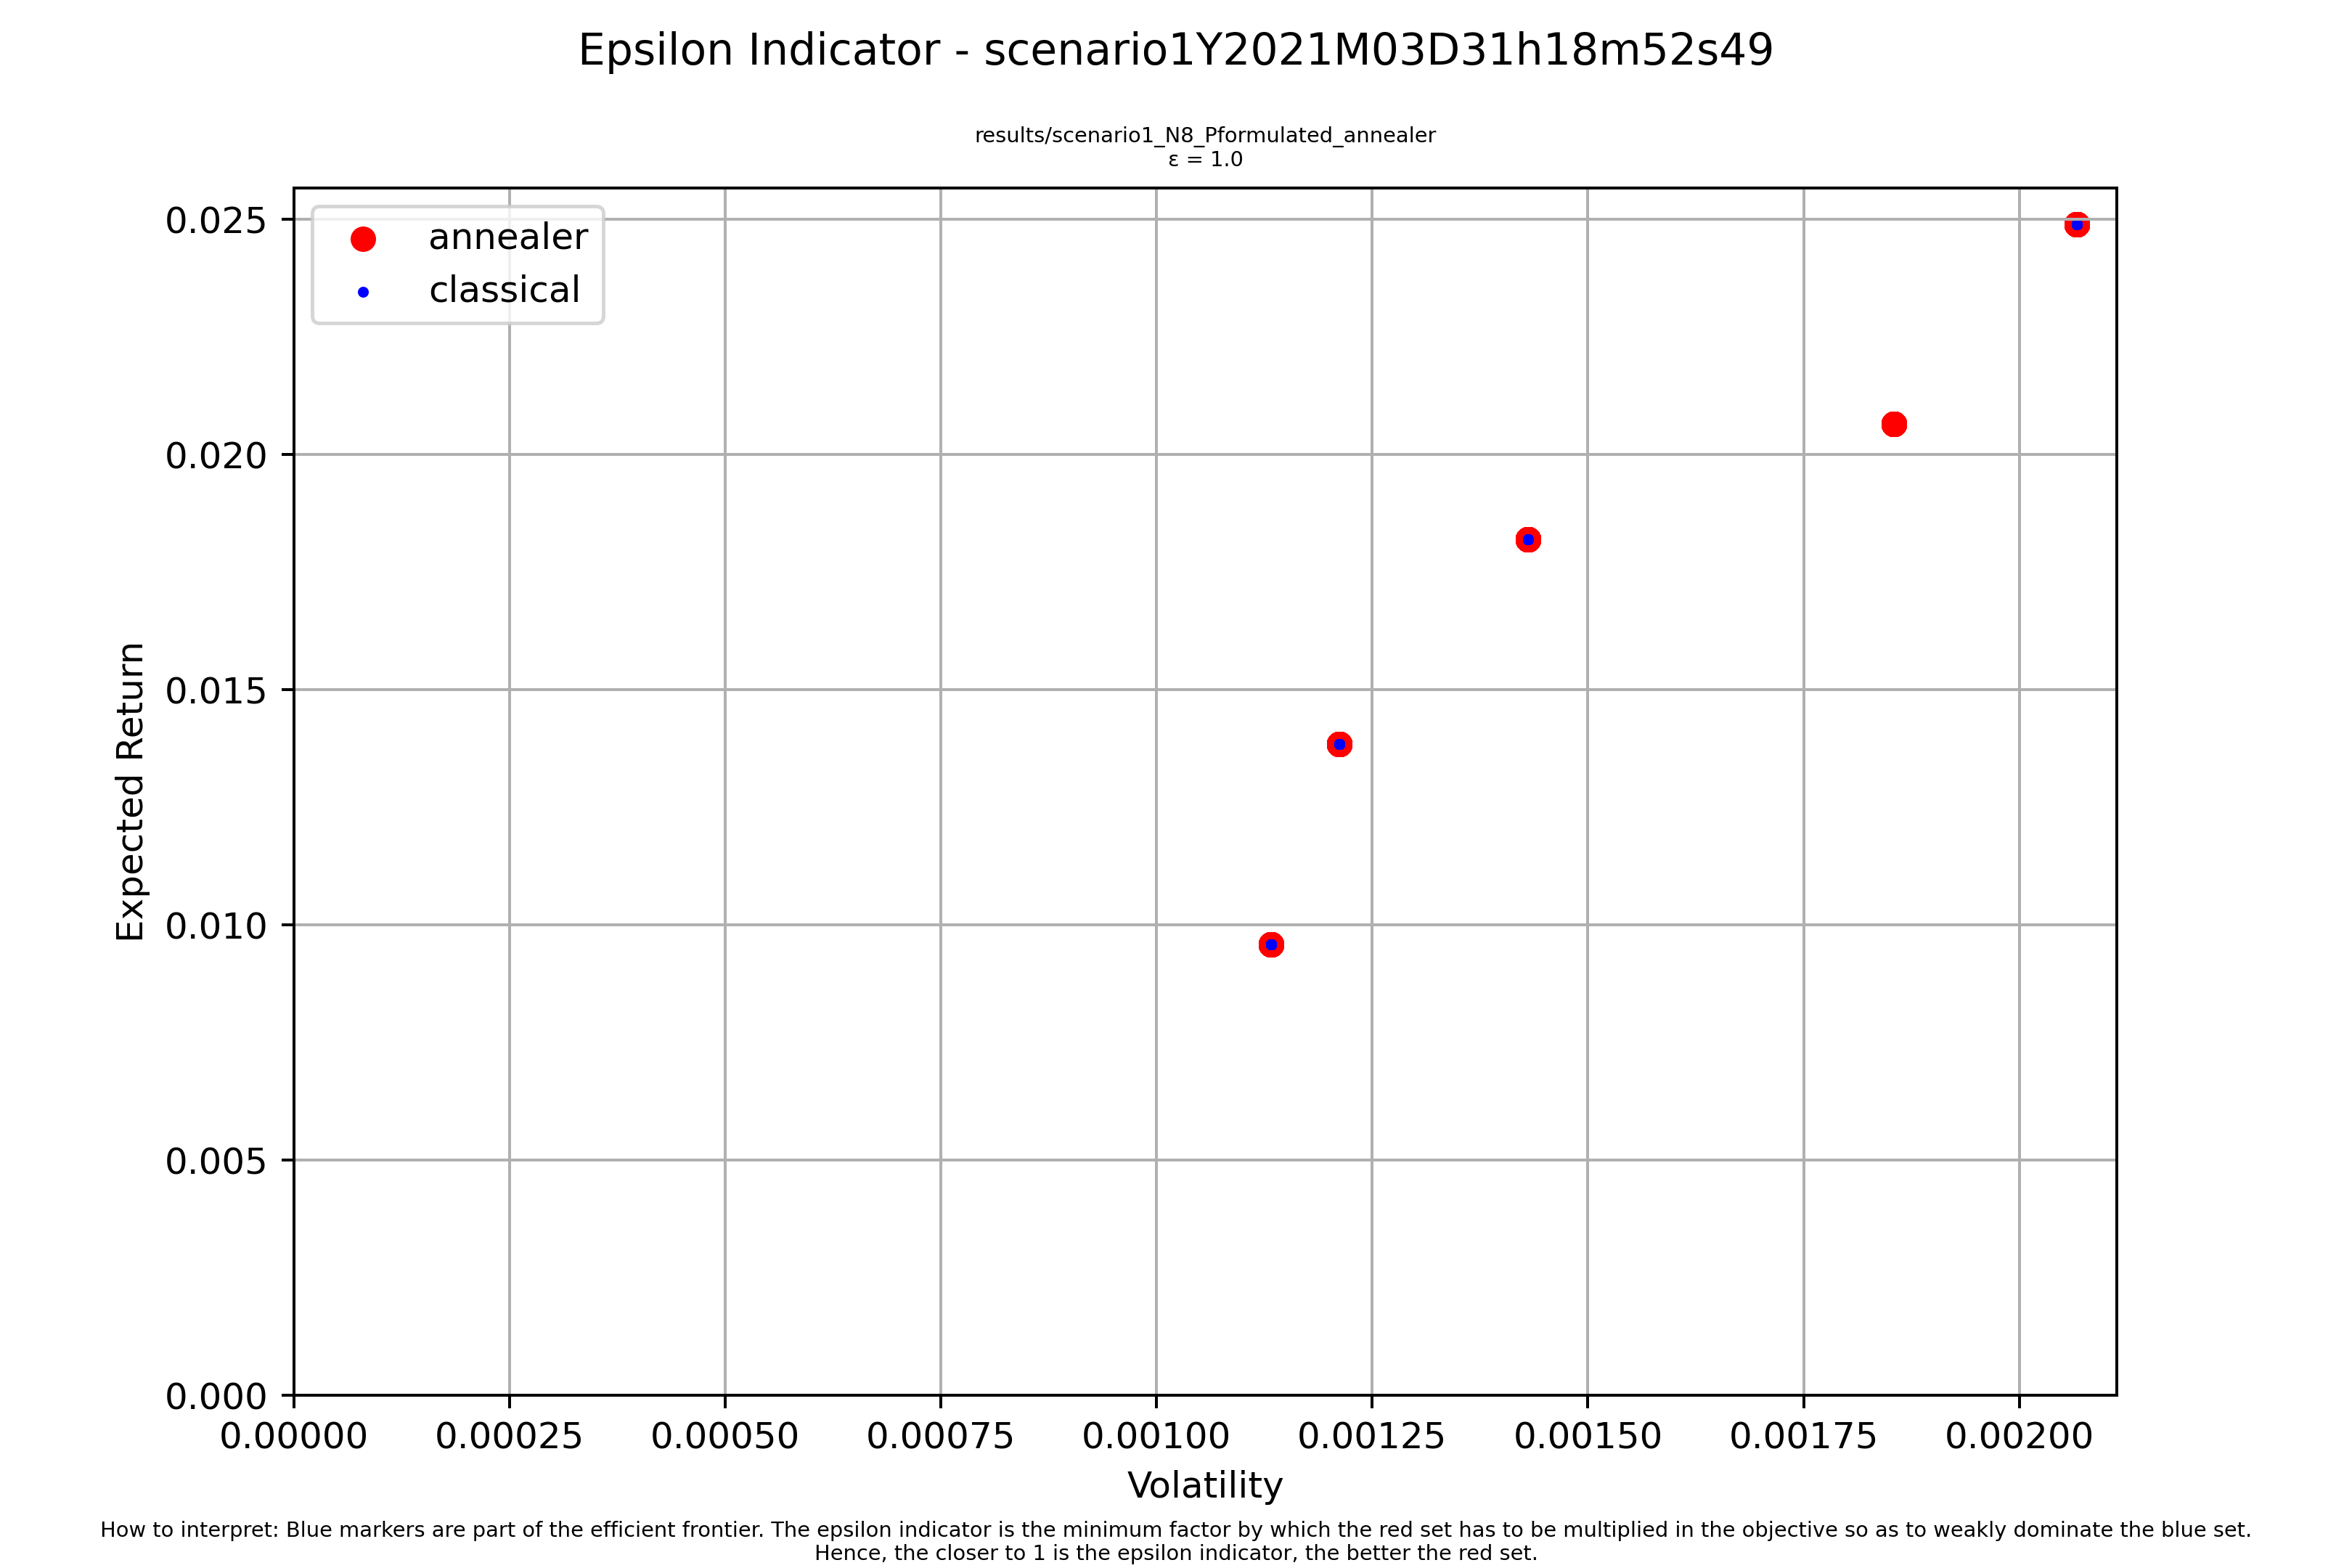 Epsilon Indicator - scenario1Y2021M03D31h18m52s49
results/scenario1_N8_Pformulated_annealer
ε = 1.0
annealer
classical
0.025
0.020
0.015
0.010
0.005
0.000
Expected Return
0.00000 0.00025 0.00050 0.00075 0.00100 0.00125 0.00150 0.00175 0.00200
Volatility
How to interpret: Blue markers are part of the efficient frontier. The epsilon indicator is the minimum factor by which the red set has to be multiplied in the objective so as to weakly dominate the blue set.
Hence, the closer to 1 is the epsilon indicator, the better the red set.